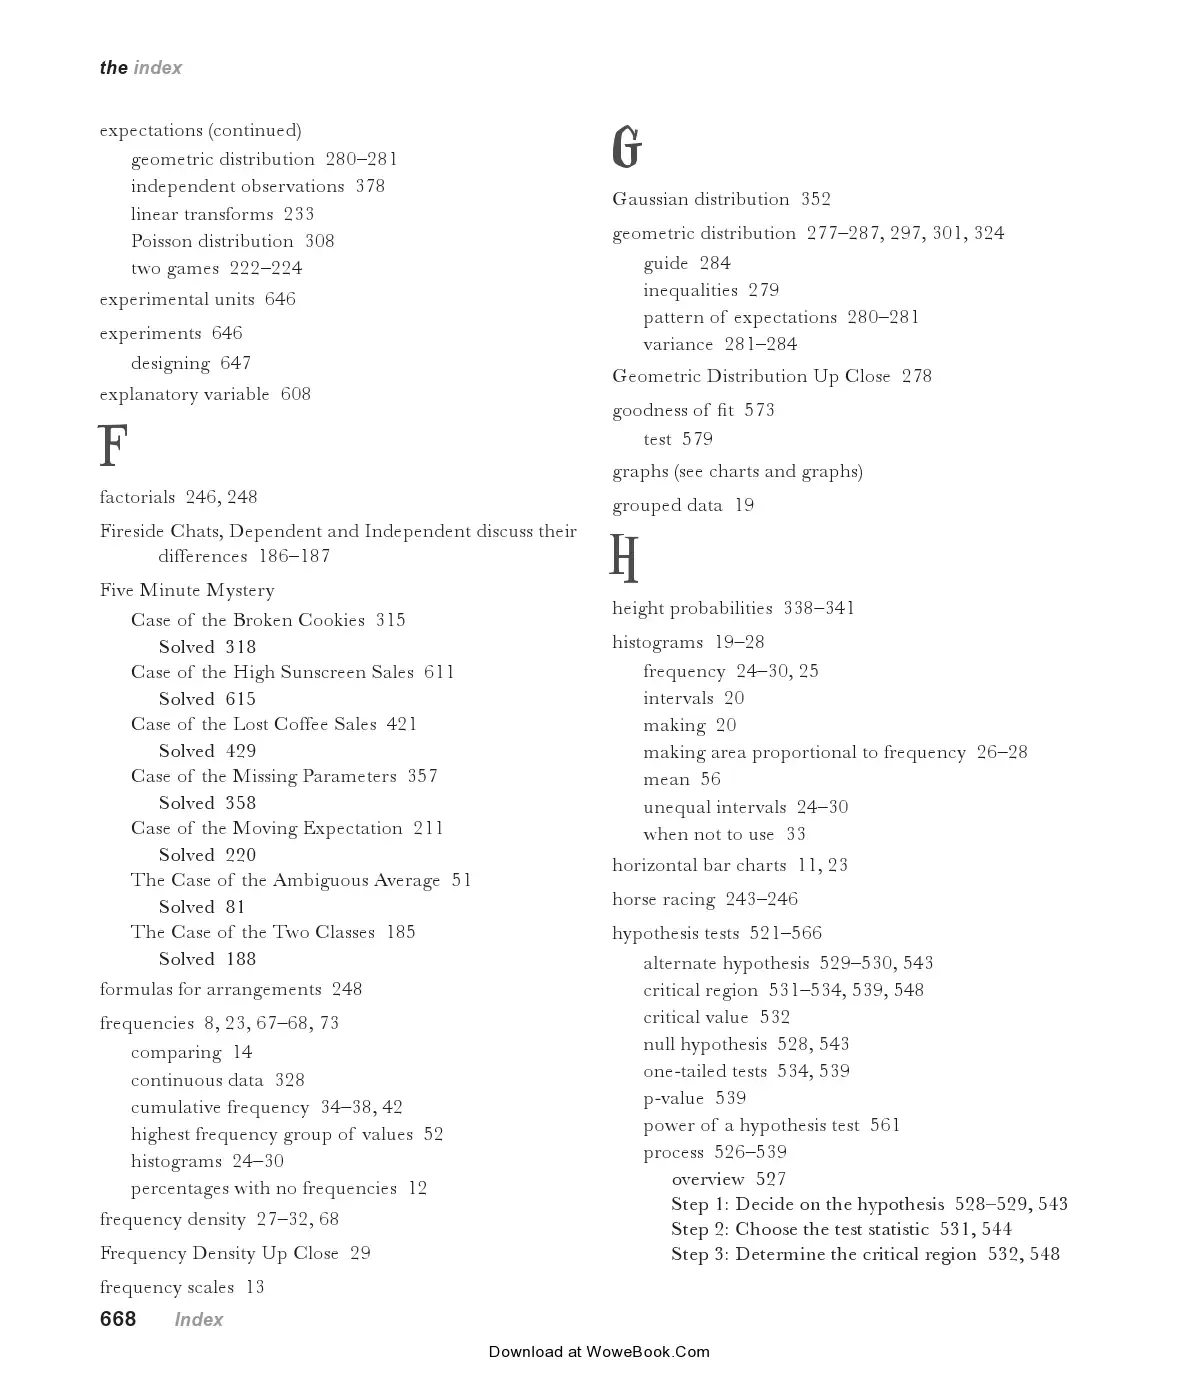 the index
expectations (continued)
geometric distribution 280–281
independent observations 378
linear transforms 233
Poisson distribution 308
two games 222–224
experimental units 646
experiments 646
designing 647
explanatory variable 608
F
factorials 246, 248
Fireside Chats, Dependent and Independent discuss their
differences 186–187
Five Minute Mystery
Case of the Broken Cookies 315
Solved 318
Case of the High Sunscreen Sales 611
Solved 615
Case of the Lost Coffee Sales 421
Solved 429
Case of the Missing Parameters 357
Solved 358
Case of the Moving Expectation 211
Solved 220
The Case of the Ambiguous Average 51
Solved 81
The Case of the Two Classes 185
Solved 188
formulas for arrangements 248
frequencies 8, 23, 67–68, 73
comparing 14
continuous data 328
cumulative frequency 34–38, 42
highest frequency group of values 52
histograms 24–30
percentages with no frequencies 12
frequency density 27–32, 68
Frequency Density Up Close 29
frequency scales 13
G
Gaussian distribution 352
geometric distribution 277–287, 297, 301, 324
guide 284
inequalities 279
pattern of expectations 280–281
variance 281–284
Geometric Distribution Up Close 278
goodness of fit 573
test 579
graphs (see charts and graphs)
grouped data 19
H
height probabilities 338–341
histograms 19–28
frequency 24–30, 25
intervals 20
making 20
making area proportional to frequency 26–28
mean 56
unequal intervals 24–30
when not to use 33
horizontal bar charts 11, 23
horse racing 243–246
hypothesis tests 521–566
alternate hypothesis 529–530, 543
critical region 531–534, 539, 548
critical value 532
null hypothesis 528, 543
one-tailed tests 534, 539
p-value 539
power of a hypothesis test 561
process 526–539
overview 527
Step 1: Decide on the hypothesis 528–529, 543
Step 2: Choose the test statistic 531, 544
Step 3: Determine the critical region 532, 548
668 Index
Download at WoweBook.Com